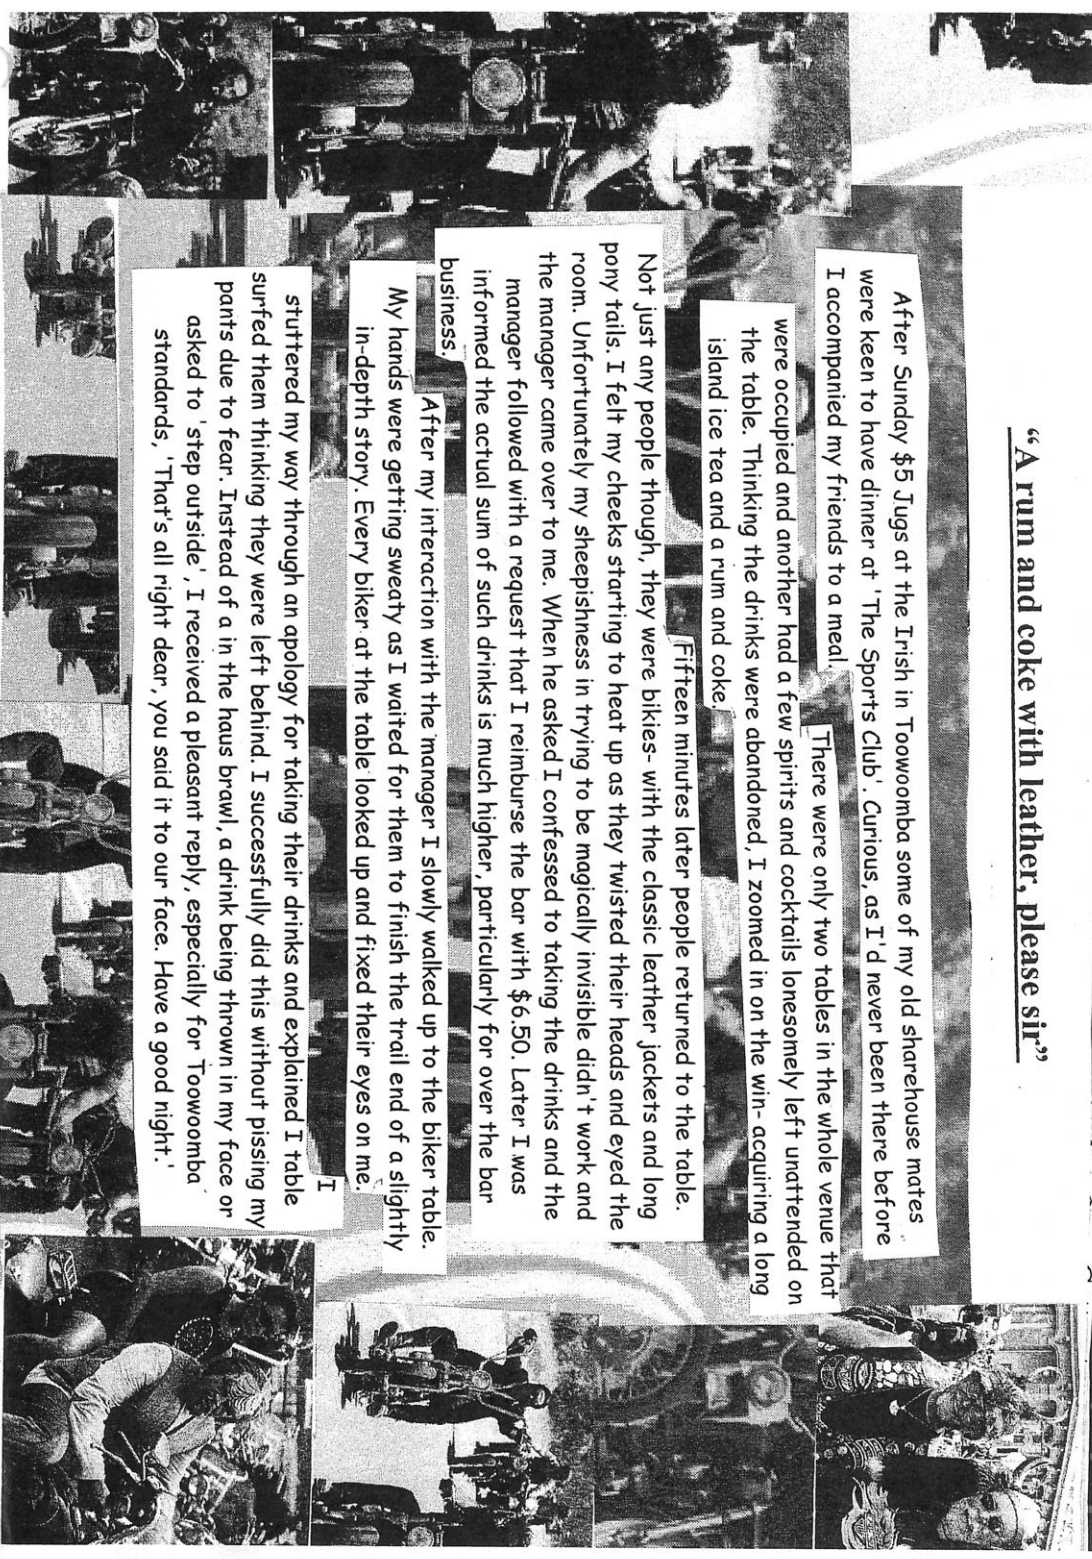 “A rum and coke with leather, please sir”
After Sunday $5 Jugs at the Irish in Toowoomba some of my old sharehouse mates
were keen to have dinner at 'The Sports Club'. Curious, as I'd never been there before
I accompanied my friends to a meal.
There were only two tables in the whole venue that
were occupied and another had a few spirits and cocktails lonesomely left unattended on
the table. Thinking the drinks were abandoned, I zoomed in on the win- acquiring a long
island ice tea and a rum and coke.
Fifteen minutes later people returned to the table.
Not just any people though, they were bikies- with the classic leather jackets and long
pony tails. I felt my cheeks starting to heat up as they twisted their heads and eyed the
room. Unfortunately my sheepishness in trying to be magically invisible didn't work and
the manager came over to me. When he asked I confessed to taking the drinks and the
manager followed with a request that I reimburse the bar with $6.50. Later I was
informed the actual sum of such drinks is much higher, particularly for over the bar
business.
After my interaction with the manager I slowly walked up to the biker table.
My hands were getting sweaty as I waited for them to finish the trail end of a slightly
in-depth story. Every biker at the table looked up and fixed their eyes on me.
I
stuttered my way through an apology for taking their drinks and explained I table
surfed them thinking they were left behind. I successfully did this without pissing my
pants due to fear. Instead of a in the haus brawl, a drink being thrown in my face or
asked to 'step outside', I received a pleasant reply, especially for Toowoomba
standards, 'That's all right dear, you said it to our face. Have a good night.'